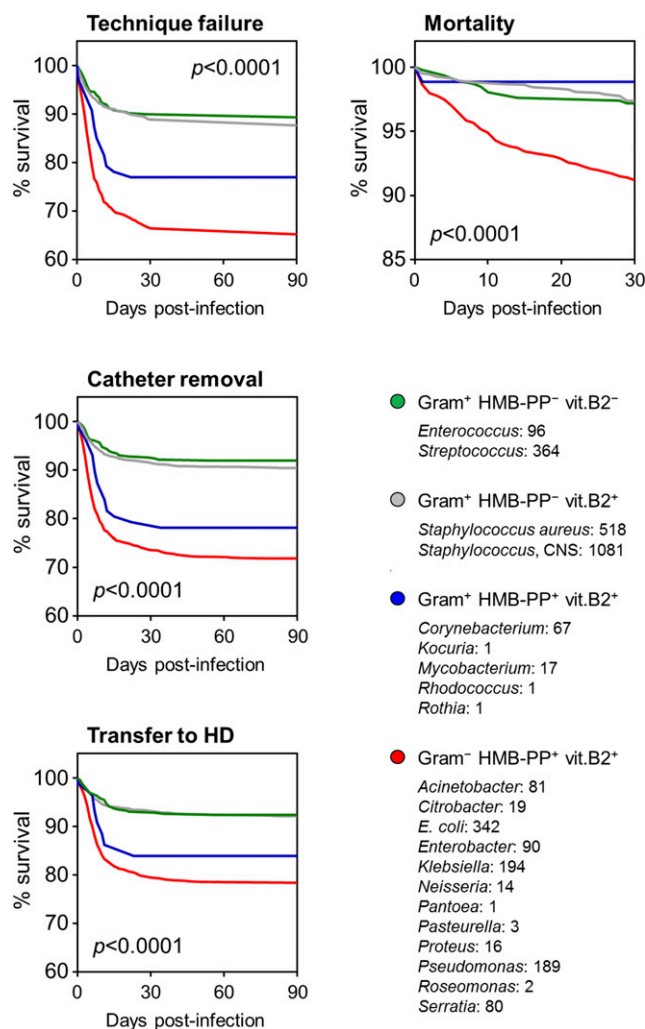 Technique failure
p<0.0001
% survival
100
90
80
70
60
0
30
60
90
Days post-infection
Mortality
p<0.0001
% survival
100
95
90
85
0
10
20
30
Days post-infection
Catheter removal
p<0.0001
% survival
100
90
80
70
60
0
30
60
90
Days post-infection
Transfer to HD
p<0.0001
% survival
100
90
80
70
60
0
30
60
90
Days post-infection
Gram⁺ HMB-PP⁻ vit.B2⁻
Enterococcus: 96
Streptococcus: 364
Gram⁺ HMB-PP⁻ vit.B2⁺
Staphylococcus aureus: 518
Staphylococcus, CNS: 1081
Gram⁺ HMB-PP⁺ vit.B2⁺
Corynebacterium: 67
Kocuria: 1
Mycobacterium: 17
Rhodococcus: 1
Rothia: 1
Gram⁻ HMB-PP⁺ vit.B2⁺
Acinetobacter: 81
Citrobacter: 19
E. coli: 342
Enterobacter: 90
Klebsiella: 194
Neisseria: 14
Pantoea: 1
Pasteurella: 3
Proteus: 16
Pseudomonas: 189
Roseomonas: 2
Serratia: 80